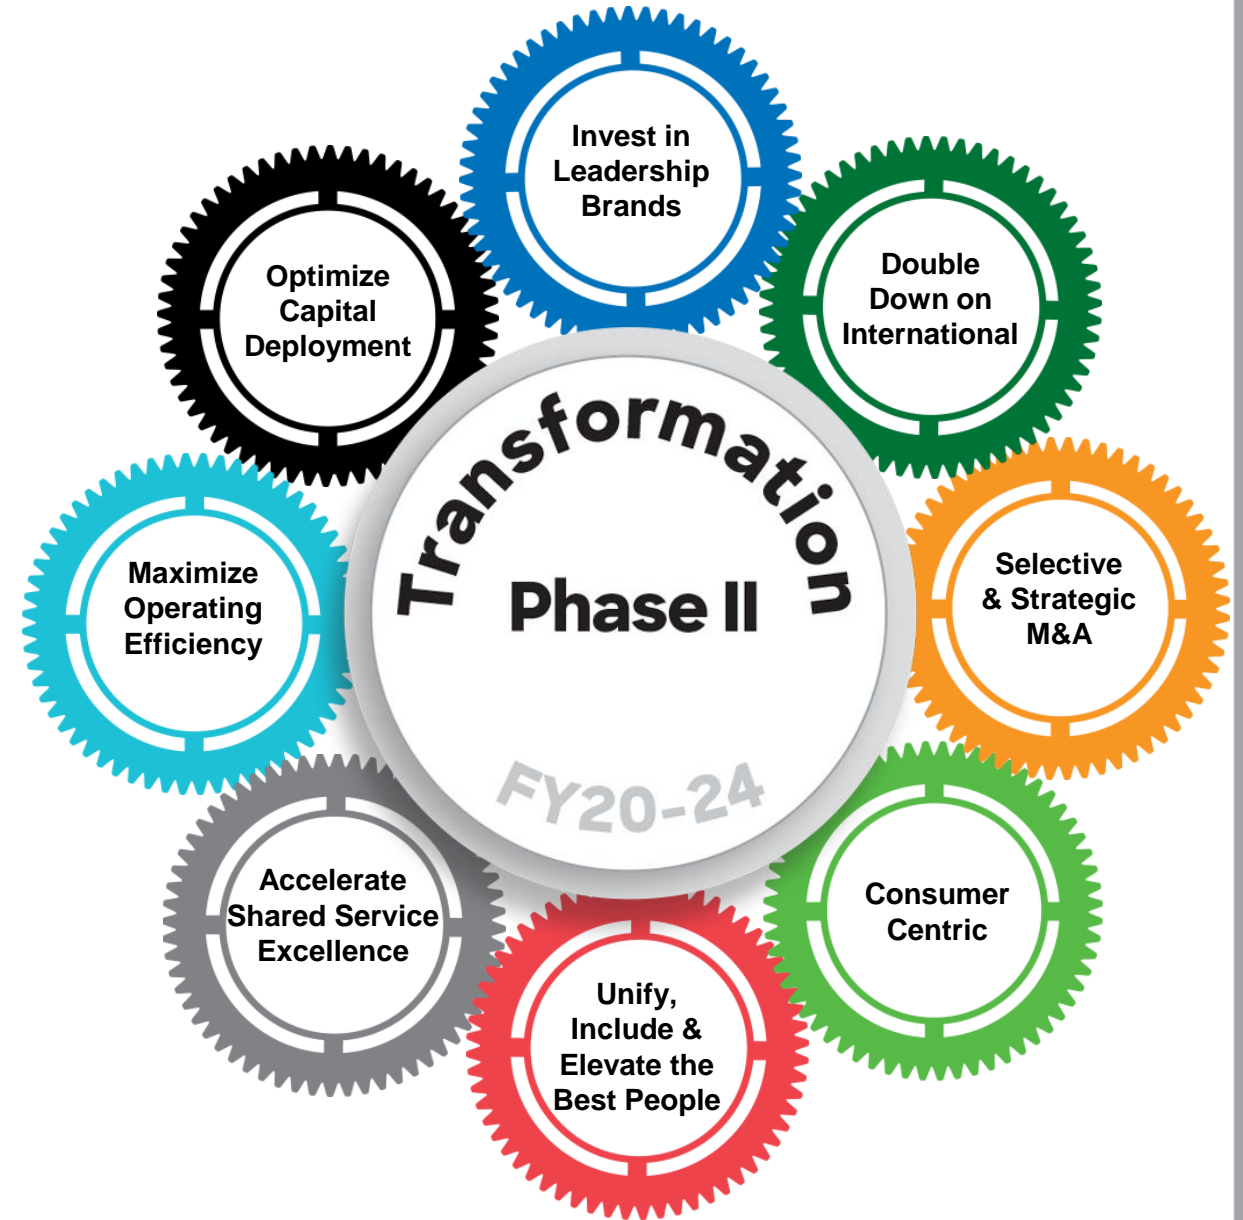 Invest in
Leadership
Brands
Double
Down on
International
Selective
& Strategic
M&A
Consumer
Centric
Unify,
Include &
Elevate the
Best People
Accelerate
Shared Service
Excellence
Maximize
Operating
Efficiency
Optimize
Capital
Deployment
Transformation
Phase II
FY20-24